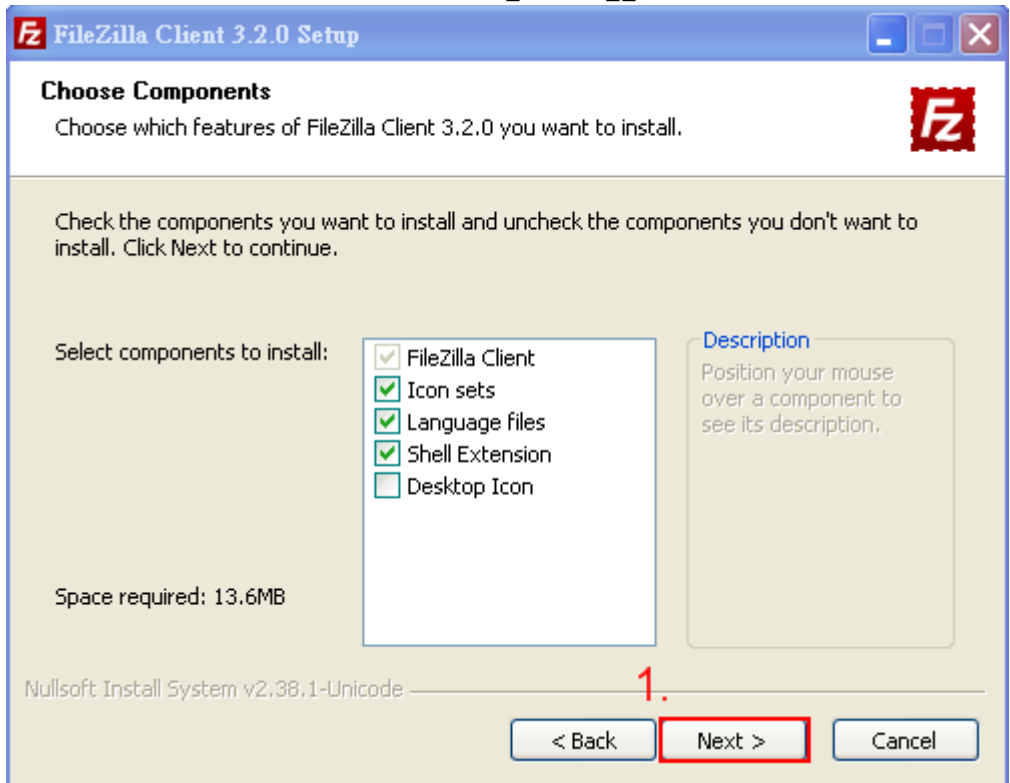 FileZilla Client 3.2.0 Setup
Choose Components
Choose which features of FileZilla Client 3.2.0 you want to install.
Fz
Check the components you want to install and uncheck the components you don't want to
install. Click Next to continue.
Select components to install:
FileZilla Client
Icon sets
Language files
Shell Extension
Desktop Icon
Description
Position your mouse
over a component to
see its description.
Space required: 13.6MB
Nullsoft Install System v2.38.1-Unicode
1.
< Back
Next >
Cancel